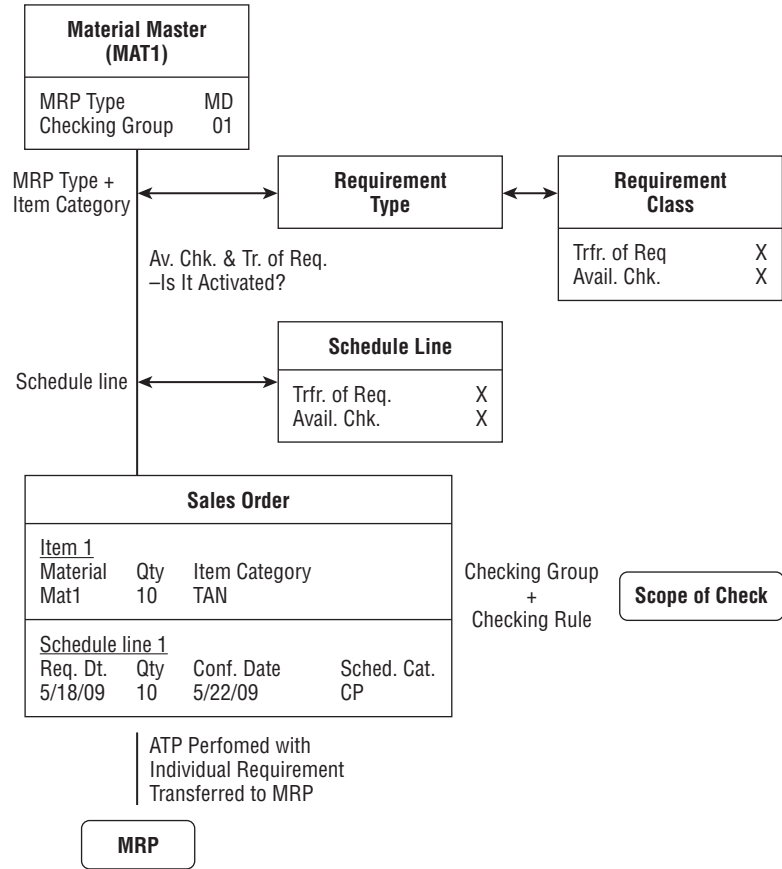 Material Master
(MAT1)
MRP Type MD
Checking Group 01
MRP Type +
Item Category
Requirement
Type
Requirement
Class
Trfr. of Req X
Avail. Chk. X
Av. Chk. & Tr. of Req.
–Is It Activated?
Schedule line
Schedule Line
Trfr. of Req. X
Avail. Chk. X
Sales Order
Item 1
Material Qty Item Category
Mat1 10 TAN
Schedule line 1
Req. Dt. Qty Conf. Date Sched. Cat.
5/18/09 10 5/22/09 CP
Checking Group
+
Checking Rule
Scope of Check
ATP Perfomed with
Individual Requirement
Transferred to MRP
MRP